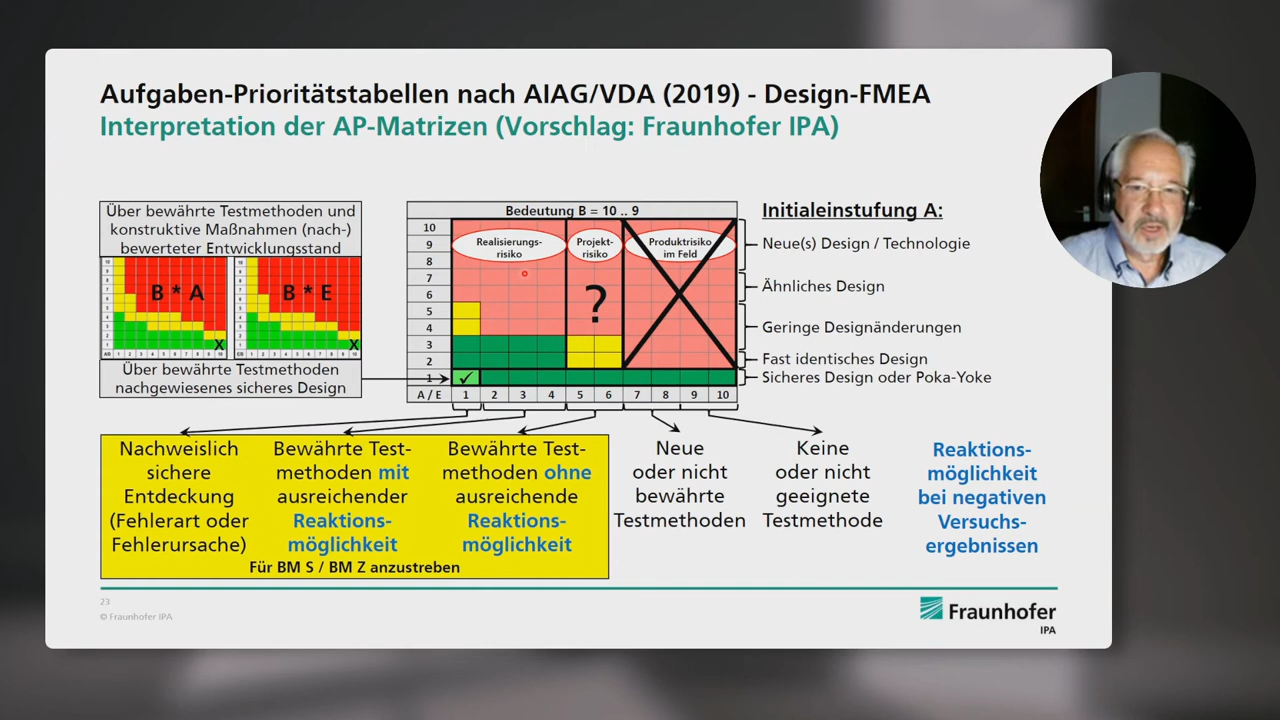 Aufgaben-Prioritätstabellen nach AIAG/VDA (2019) - Design-FMEA
Interpretation der AP-Matrizen (Vorschlag: Fraunhofer IPA)
Über bewährte Testmethoden und
konstruktive Maßnahmen (nach-)
bewerteter Entwicklungsstand
B * A
B * E
X
X
Über bewährte Testmethoden
nachgewiesenes sicheres Design
Bedeutung B = 10 .. 9
10
9
8
7
6
5
4
3
2
1
Realisierungs-
risiko
Projekt-
risiko
Produktrisiko
im Feld
?
✓
A / E 1 2 3 4 5 6 7 8 9 10
Initialeinstufung A:
Neue(s) Design / Technologie
Ähnliches Design
Geringe Designänderungen
Fast identisches Design
Sicheres Design oder Poka-Yoke
Nachweislich
sichere
Entdeckung
(Fehlerart oder
Fehlerursache)
Bewährte Test-
methoden mit
ausreichender
Reaktions-
möglichkeit
Bewährte Test-
methoden ohne
ausreichende
Reaktions-
möglichkeit
Für BM S / BM Z anzustreben
Neue
oder nicht
bewährte
Testmethoden
Keine
oder nicht
geeignete
Testmethode
Reaktions-
möglichkeit
bei negativen
Versuchs-
ergebnissen
23
© Fraunhofer IPA
Fraunhofer
IPA